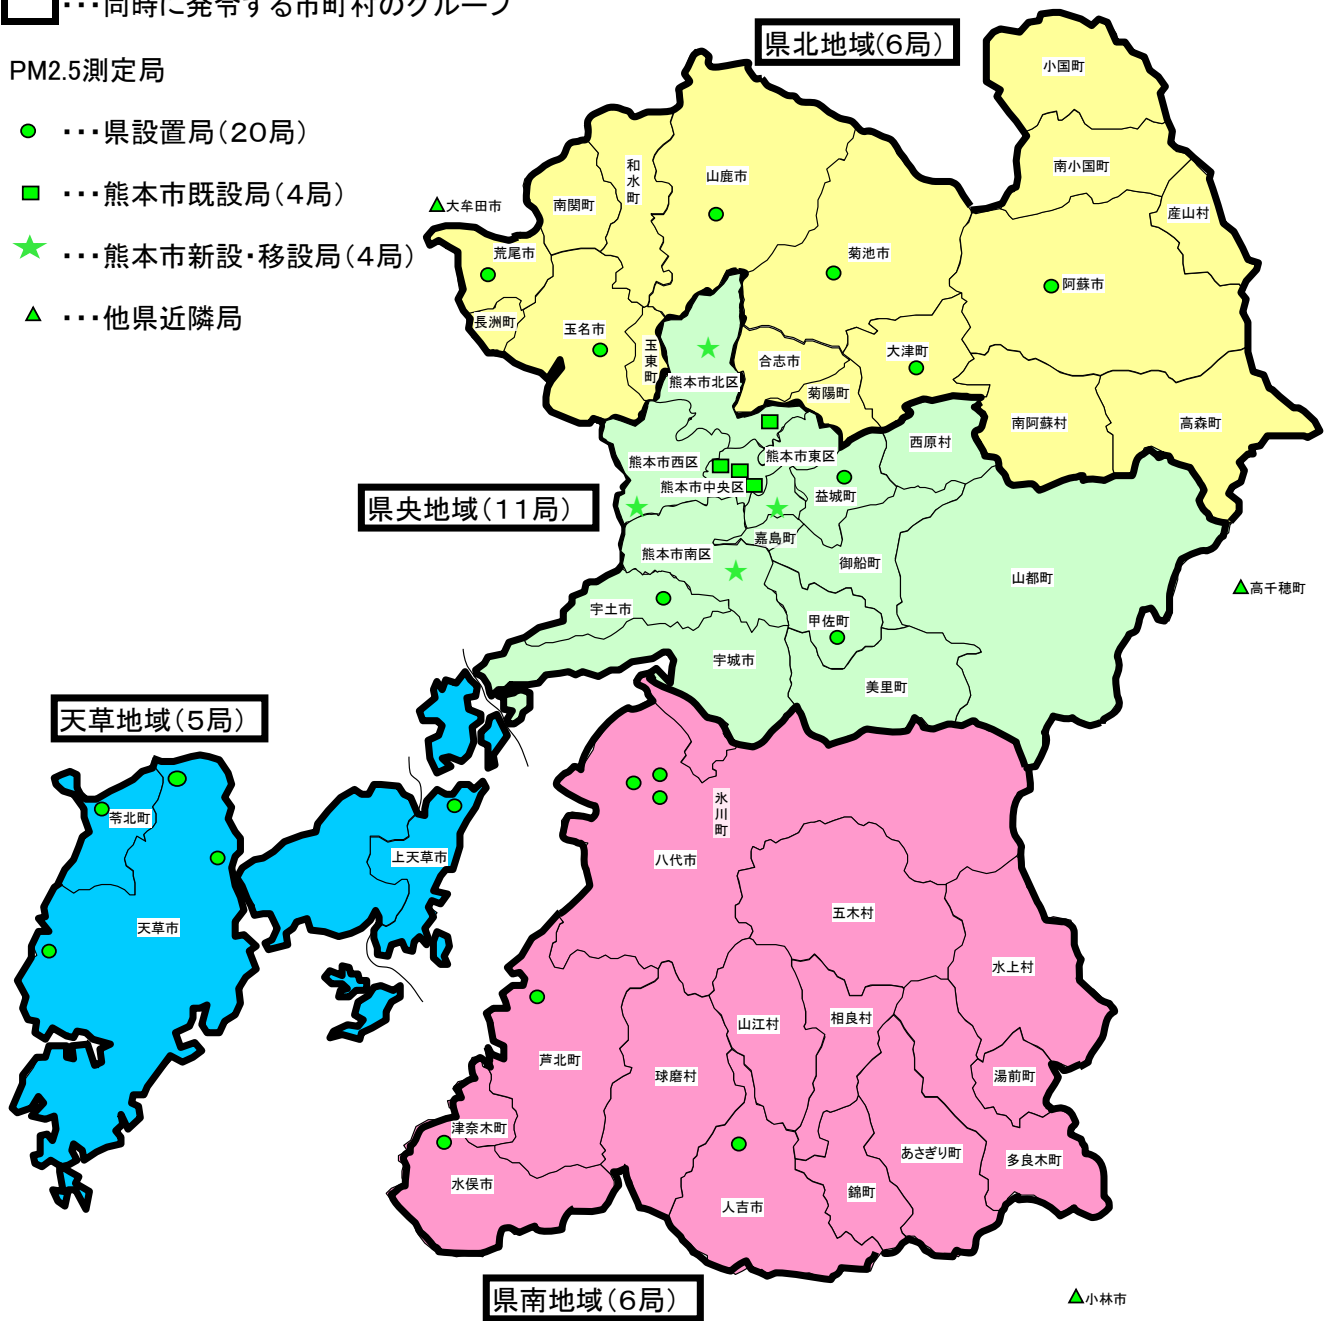 ･･･同時に発令する市町村のグループ
PM2.5測定局
･･･県設置局(20局)
･･･熊本市既設局(4局)
･･･熊本市新設･移設局(4局)
･･･他県近隣局
県北地域(6局)
小国町
南小国町
産山村
和水町
山鹿市
大牟田市
南関町
荒尾市
菊池市
阿蘇市
長洲町
玉名市
玉東町
合志市
大津町
熊本市北区
菊陽町
南阿蘇村
高森町
西原村
熊本市西区
熊本市東区
熊本市中央区
益城町
県央地域(11局)
嘉島町
熊本市南区
御船町
山都町
高千穂町
宇土市
甲佐町
宇城市
美里町
天草地域(5局)
苓北町
氷川町
上天草市
八代市
天草市
五木村
水上村
山江村
相良村
芦北町
球磨村
湯前町
津奈木町
あさぎり町
多良木町
水俣市
錦町
人吉市
県南地域(6局)
小林市